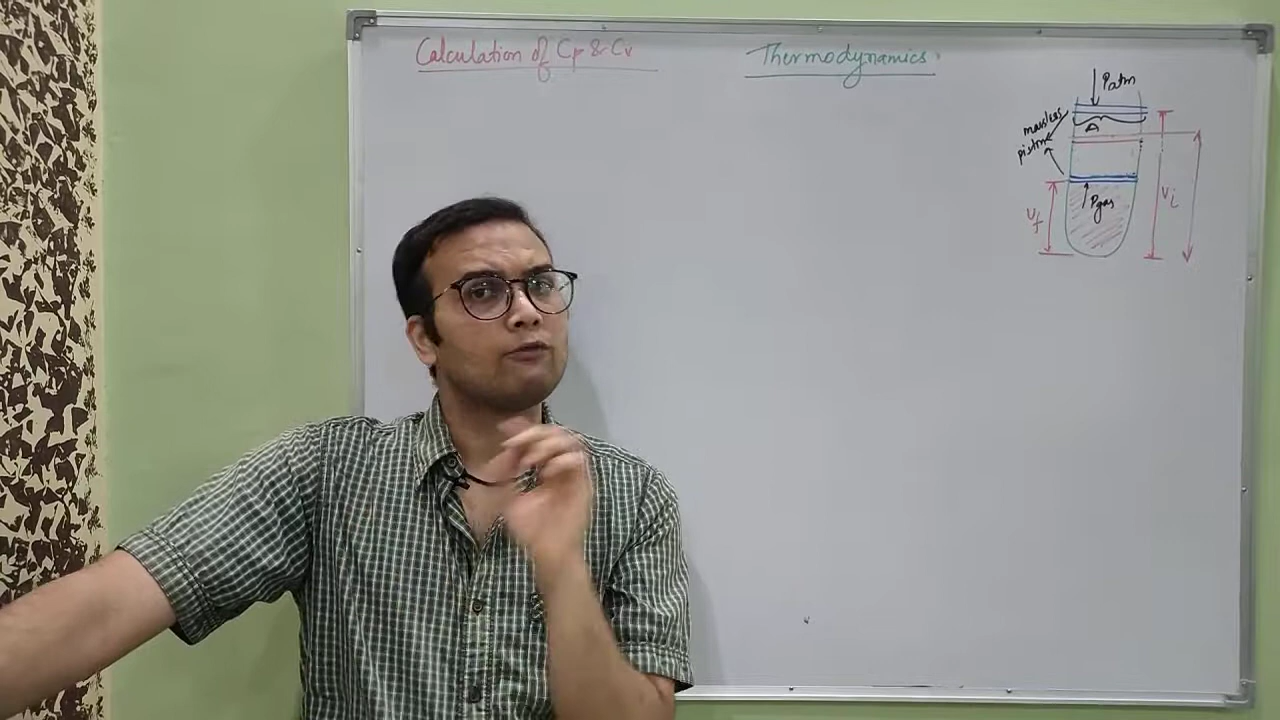 Calculation of Cp & Cv
Thermodynamics.
Patm
massless
piston
A
Pgas
Vf
Vi